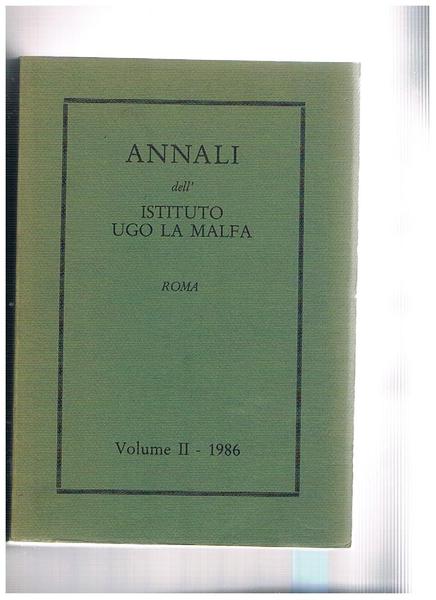 ANNALI
dell'
ISTITUTO
UGO LA MALFA
ROMA
Volume II - 1986